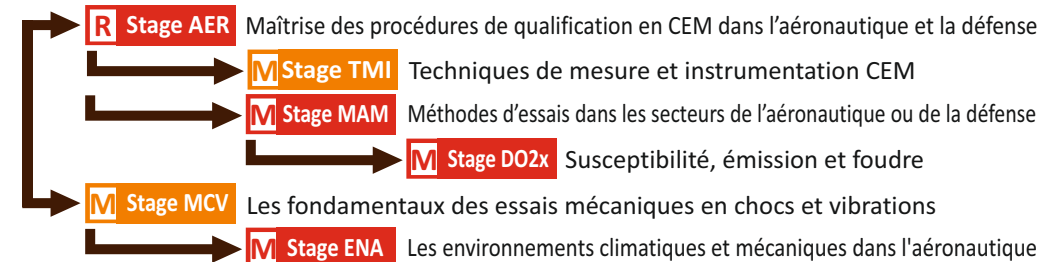 R Stage AER Maîtrise des procédures de qualification en CEM dans l’aéronautique et la défense
M Stage TMI Techniques de mesure et instrumentation CEM
M Stage MAM Méthodes d’essais dans les secteurs de l’aéronautique ou de la défense
M Stage DO2x Susceptibilité, émission et foudre
M Stage MCV Les fondamentaux des essais mécaniques en chocs et vibrations
M Stage ENA Les environnements climatiques et mécaniques dans l'aéronautique